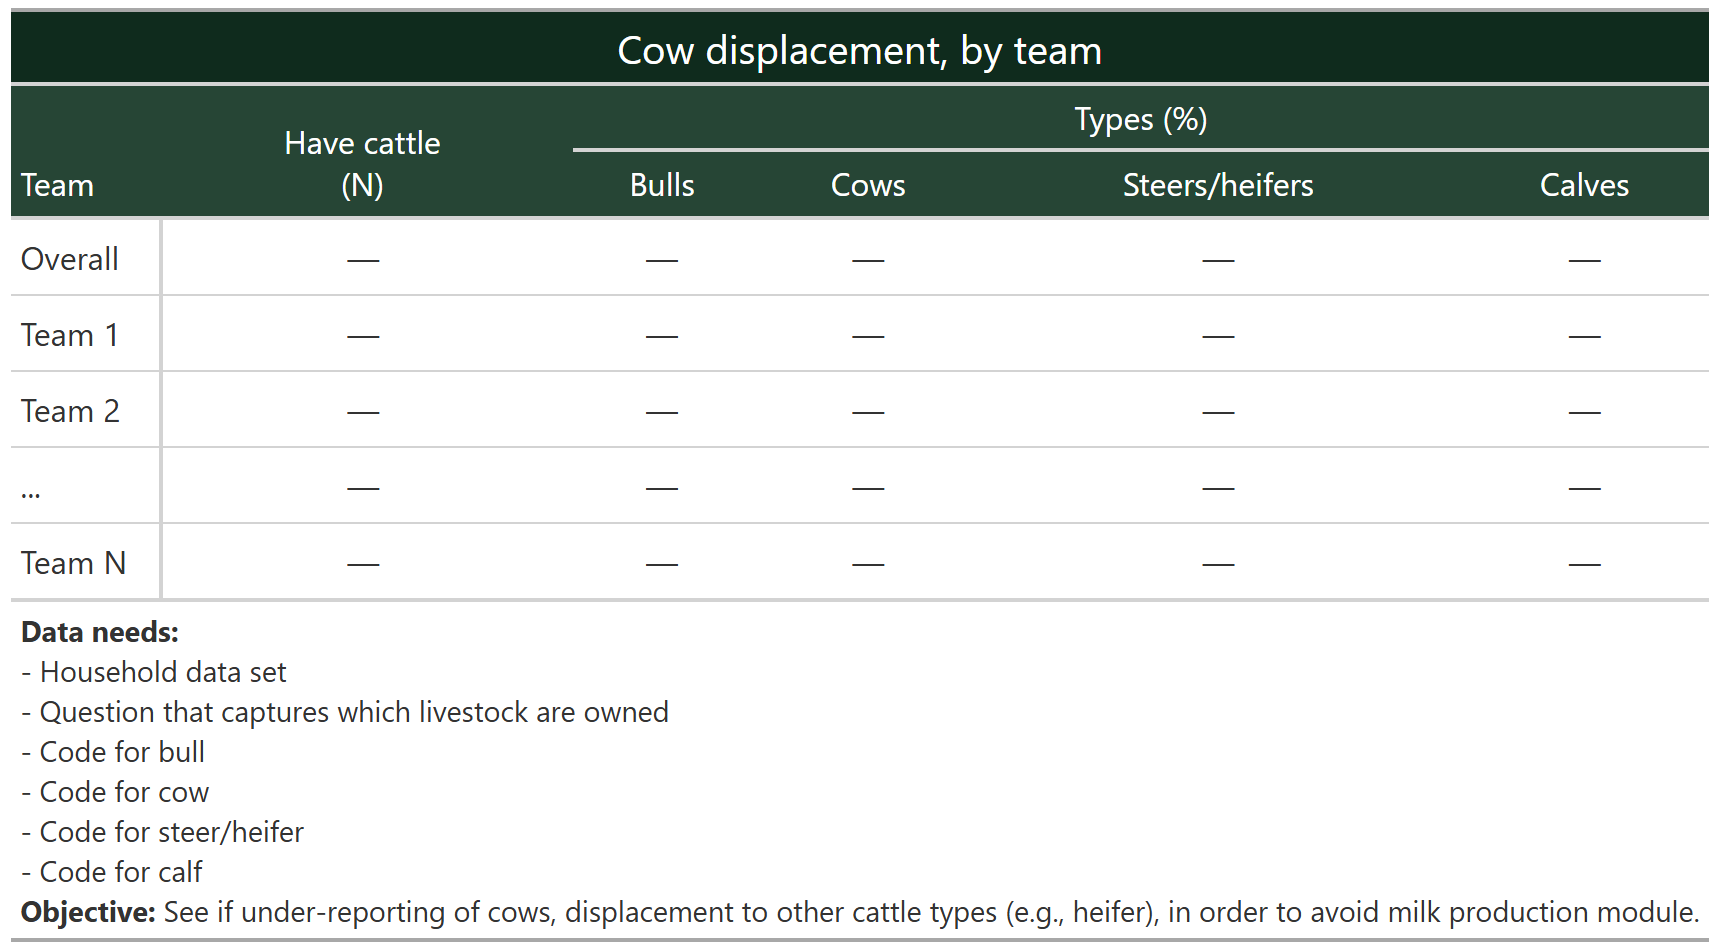 Cow displacement, by team
Types (%)
Have cattle
Team (N) Bulls Cows Steers/heifers Calves
Overall — — — — —
Team 1 — — — — —
Team 2 — — — — —
... — — — — —
Team N — — — — —
Data needs:
- Household data set
- Question that captures which livestock are owned
- Code for bull
- Code for cow
- Code for steer/heifer
- Code for calf
Objective: See if under-reporting of cows, displacement to other cattle types (e.g., heifer), in order to avoid milk production module.